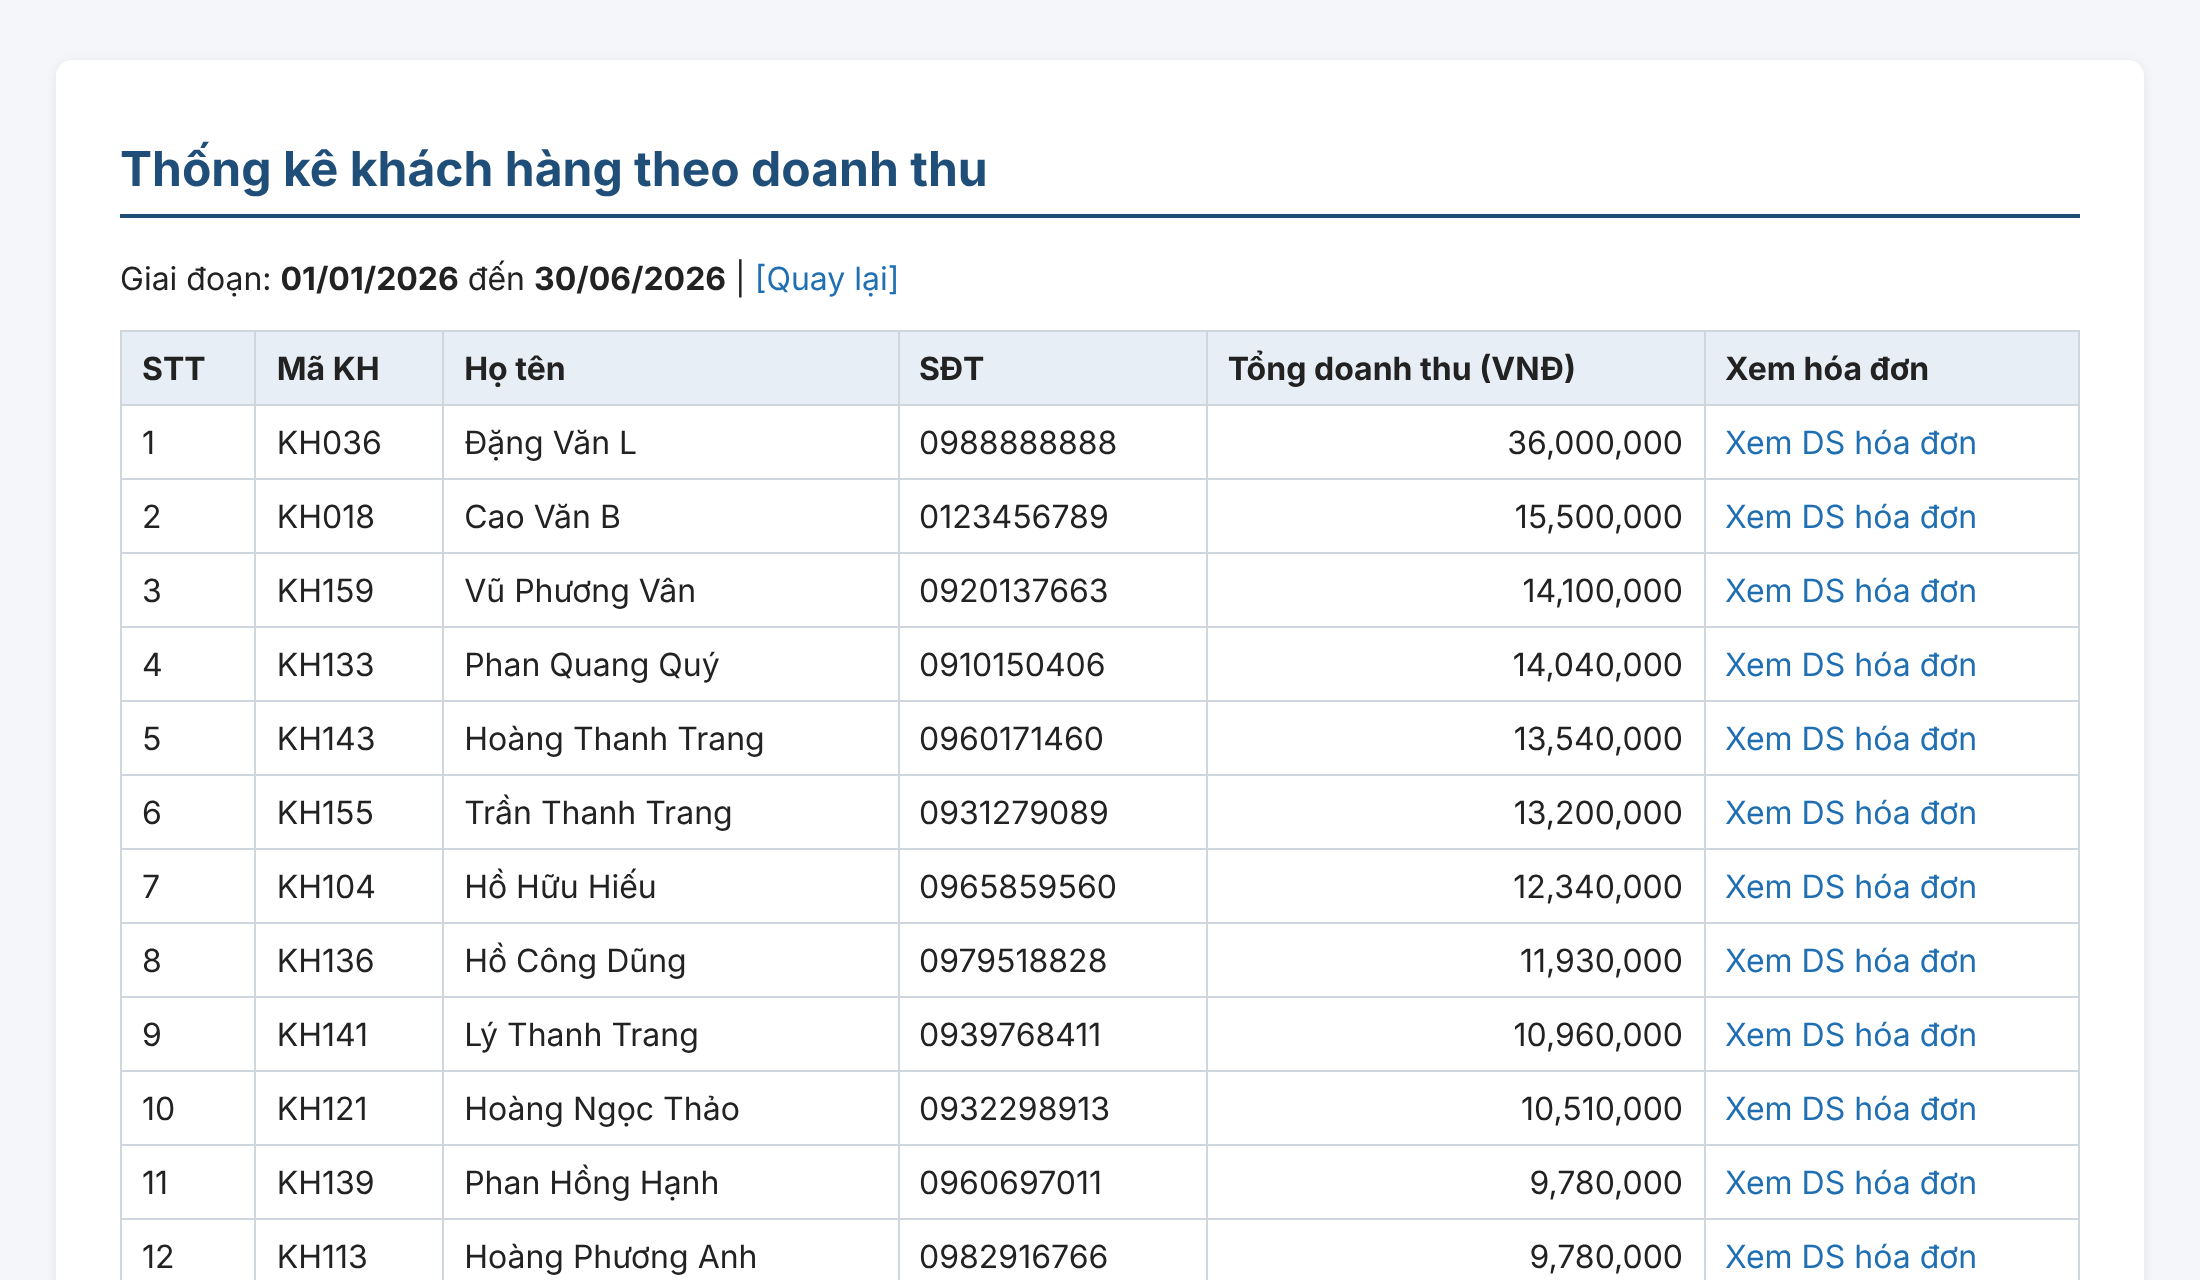 Thống kê khách hàng theo doanh thu
Giai đoạn: 01/01/2026 đến 30/06/2026 | [Quay lại]
STT Mã KH Họ tên SĐT Tổng doanh thu (VNĐ) Xem hóa đơn
1 KH036 Đặng Văn L 0988888888 36,000,000 Xem DS hóa đơn
2 KH018 Cao Văn B 0123456789 15,500,000 Xem DS hóa đơn
3 KH159 Vũ Phương Vân 0920137663 14,100,000 Xem DS hóa đơn
4 KH133 Phan Quang Quý 0910150406 14,040,000 Xem DS hóa đơn
5 KH143 Hoàng Thanh Trang 0960171460 13,540,000 Xem DS hóa đơn
6 KH155 Trần Thanh Trang 0931279089 13,200,000 Xem DS hóa đơn
7 KH104 Hồ Hữu Hiếu 0965859560 12,340,000 Xem DS hóa đơn
8 KH136 Hồ Công Dũng 0979518828 11,930,000 Xem DS hóa đơn
9 KH141 Lý Thanh Trang 0939768411 10,960,000 Xem DS hóa đơn
10 KH121 Hoàng Ngọc Thảo 0932298913 10,510,000 Xem DS hóa đơn
11 KH139 Phan Hồng Hạnh 0960697011 9,780,000 Xem DS hóa đơn
12 KH113 Hoàng Phương Anh 0982916766 9,780,000 Xem DS hóa đơn